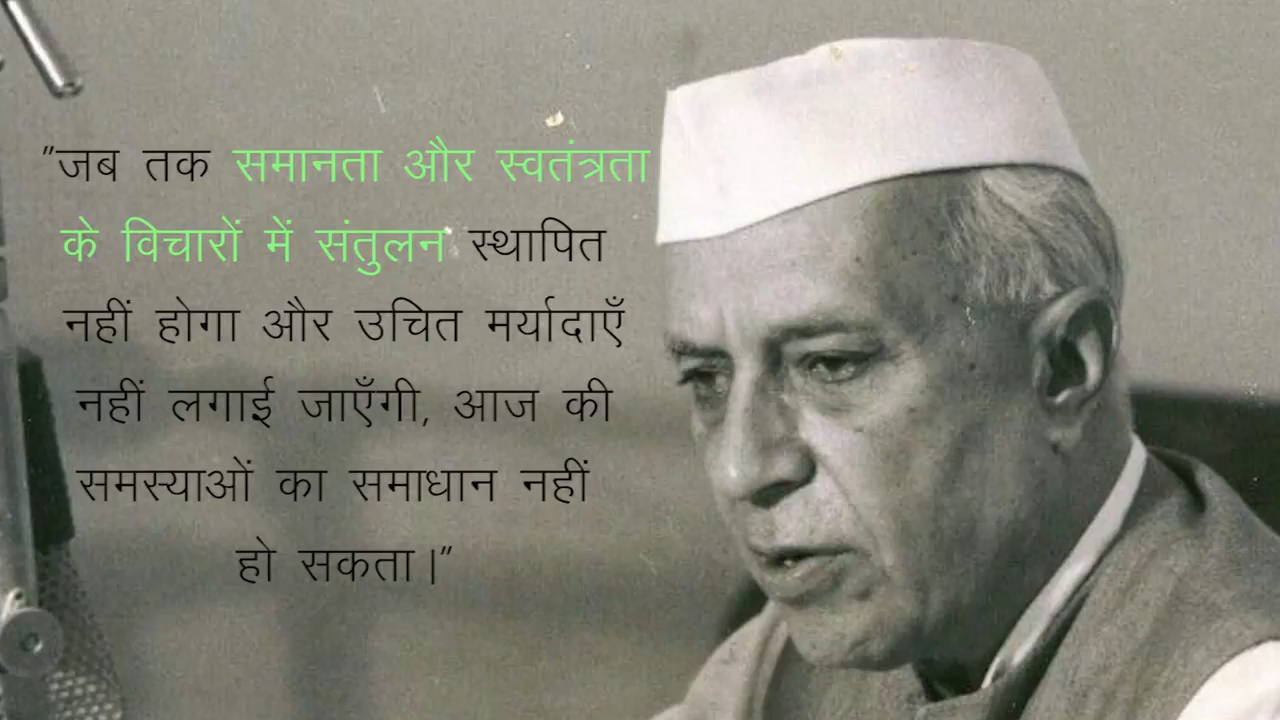 "जब तक समानता और स्वतंत्रता
के विचारों में संतुलन स्थापित
नहीं होगा और उचित मर्यादाएँ
नहीं लगाई जाएँगी, आज की
समस्याओं का समाधान नहीं
हो सकता।"